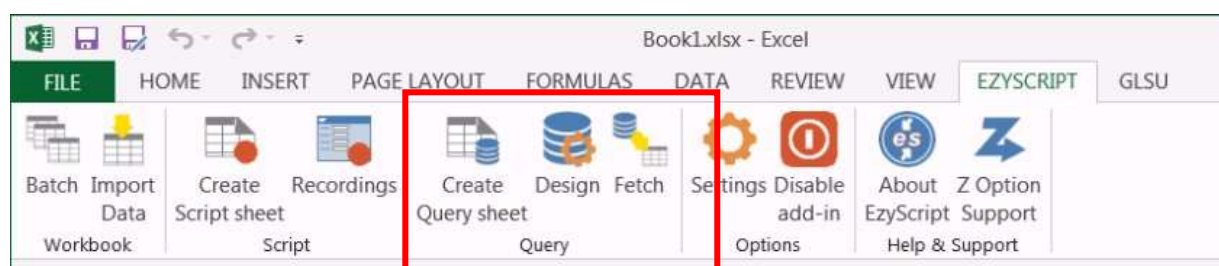 Book1.xlsx - Excel
FILE HOME INSERT PAGE LAYOUT FORMULAS DATA REVIEW VIEW EZYSCRIPT GLSU
es
Batch Import Create Recordings Create Design Fetch Settings Disable About Z Option
Data Script sheet Query sheet add-in EzyScript Support
Workbook Script Query Options Help & Support